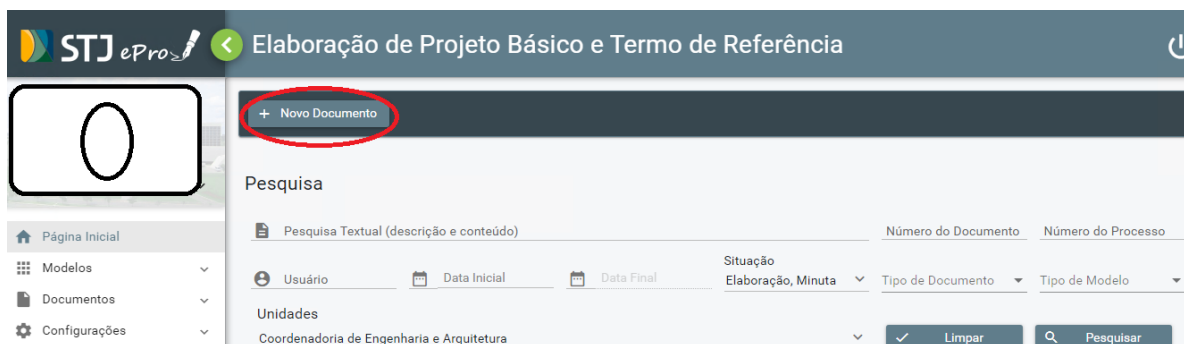 STJ ePro
Elaboração de Projeto Básico e Termo de Referência
+ Novo Documento
Pesquisa
Pesquisa Textual (descrição e conteúdo)
Número do Documento
Número do Processo
Página Inicial
Modelos
Documentos
Configurações
Usuário
Data Inicial
Data Final
Situação
Elaboração, Minuta
Tipo de Documento
Tipo de Modelo
Unidades
Coordenadoria de Engenharia e Arquitetura
Limpar
Pesquisar